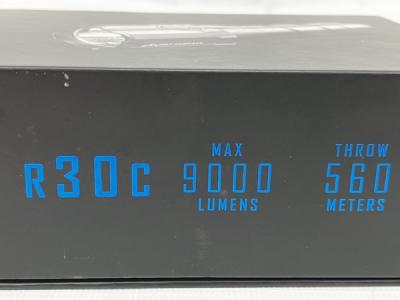 R30C
MAX
9000
LUMENS
THROW
560
METERS